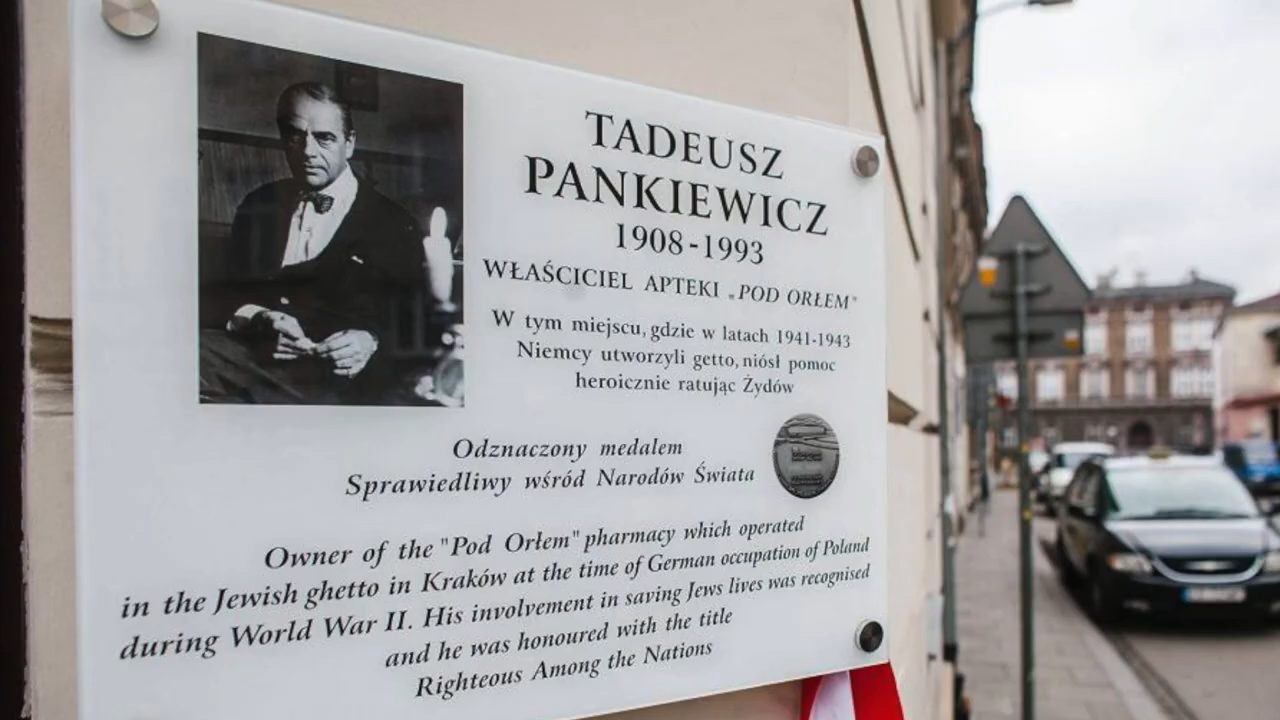 TADEUSZ
PANKIEWICZ
1908-1993
WŁAŚCICIEL APTEKI „POD ORŁEM"
W tym miejscu, gdzie w latach 1941-1943
Niemcy utworzyli getto, niósł pomoc
heroicznie ratując Żydów
Odznaczony medalem
Sprawiedliwy wśród Narodów Świata
Owner of the "Pod Orłem" pharmacy which operated
in the Jewish ghetto in Kraków at the time of German occupation of Poland
during World War II. His involvement in saving Jews lives was recognised
and he was honoured with the title
Righteous Among the Nations